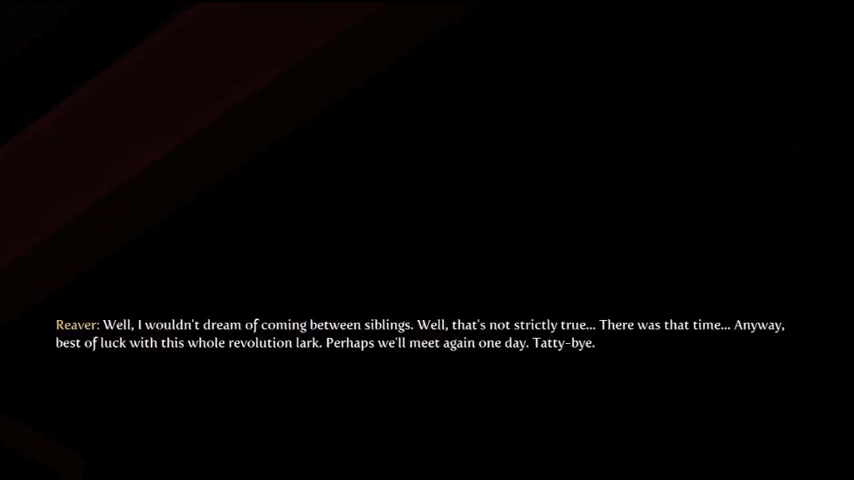 Reaver: Well, I wouldn't dream of coming between siblings. Well, that's not strictly true... There was that time... Anyway,
best of luck with this whole revolution lark. Perhaps we'll meet again one day. Tatty-bye.